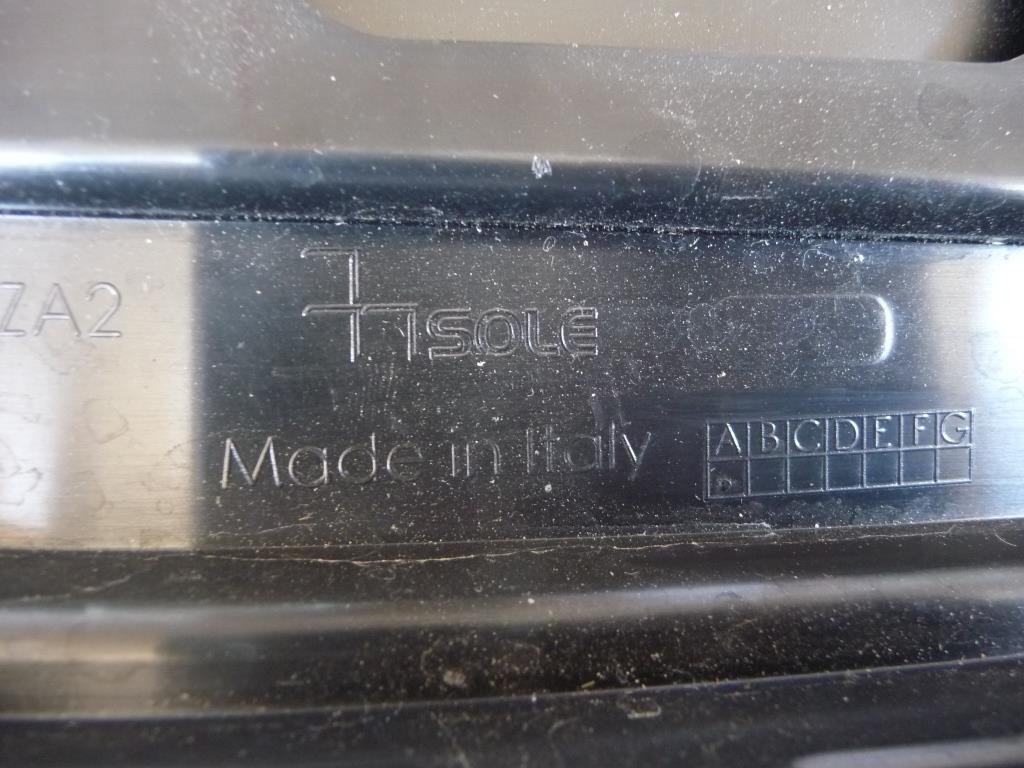 ZA2
SOLE
Made in Italy
A B C D E F G